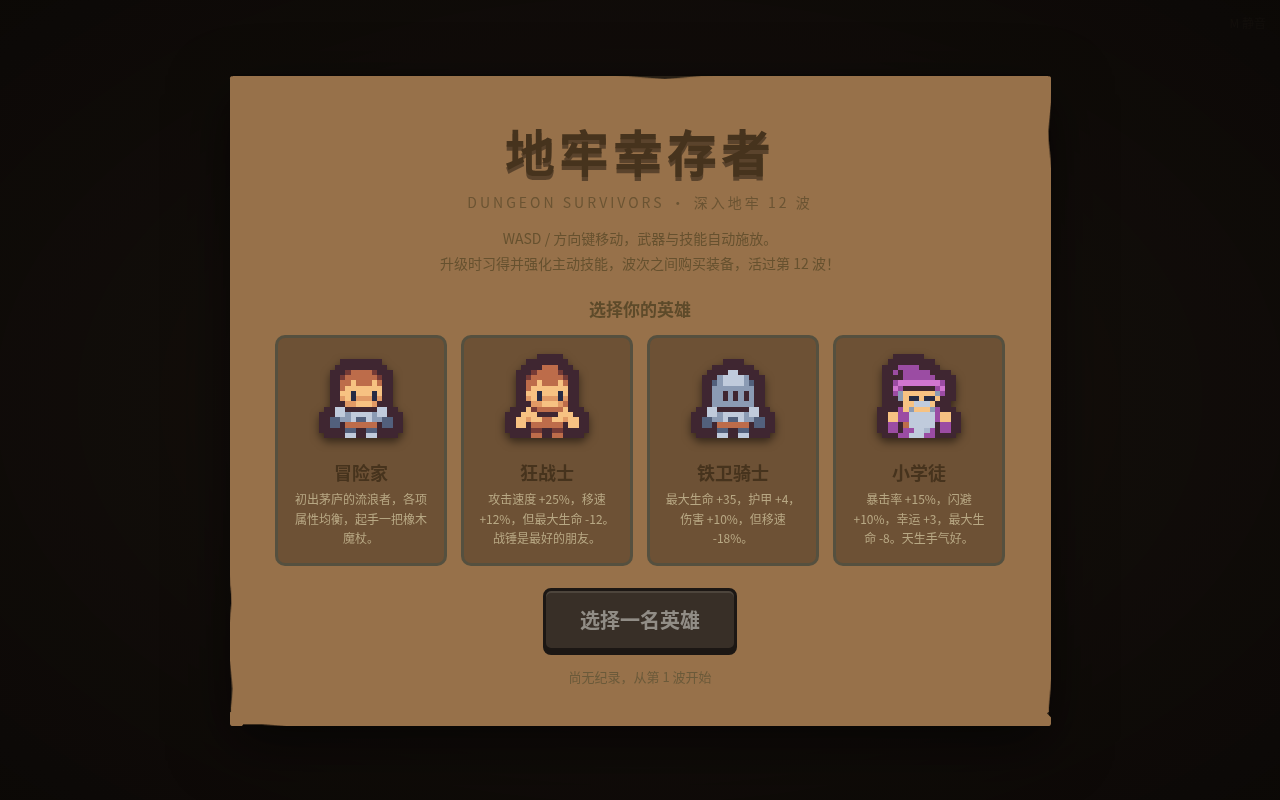 地牢幸存者
DUNGEON SURVIVORS · 深入地牢 12 波
WASD / 方向键移动，武器与技能自动施放。
升级时习得并强化主动技能，波次之间购买装备，活过第 12 波！
选择你的英雄
冒险家
初出茅庐的流浪者，各项
属性均衡，起手一把橡木
魔杖。
狂战士
攻击速度 +25%，移速
+12%，但最大生命 -12。
战锤是最好的朋友。
铁卫骑士
最大生命 +35，护甲 +4，
伤害 +10%，但移速
-18%。
小学徒
暴击率 +15%，闪避
+10%，幸运 +3，最大生
命 -8。天生手气好。
选择一名英雄
尚无纪录，从第 1 波开始